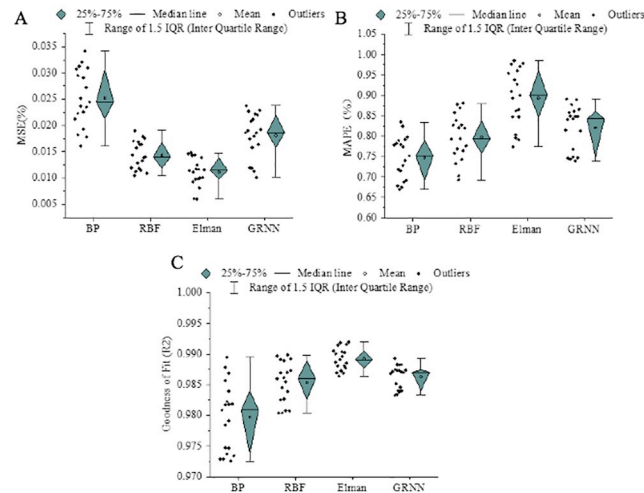 A
25%-75% Median line Mean Outliers
Range of 1.5 IQR (Inter Quartile Range)
MSE(%)
0.035
0.030
0.025
0.020
0.015
0.010
0.005
BP RBF Elman GRNN
B
25%-75% Median line Mean Outliers
Range of 1.5 IQR (Inter Quartile Range)
MAPE (%)
1.05
1.00
0.95
0.90
0.85
0.80
0.75
0.70
0.65
0.60
BP RBF Elman GRNN
C
25%-75% Median line Mean Outliers
Range of 1.5 IQR (Inter Quartile Range)
Goodness of Fit (R2)
1.000
0.990
0.985
0.980
0.975
0.970
BP RBF Elman GRNN